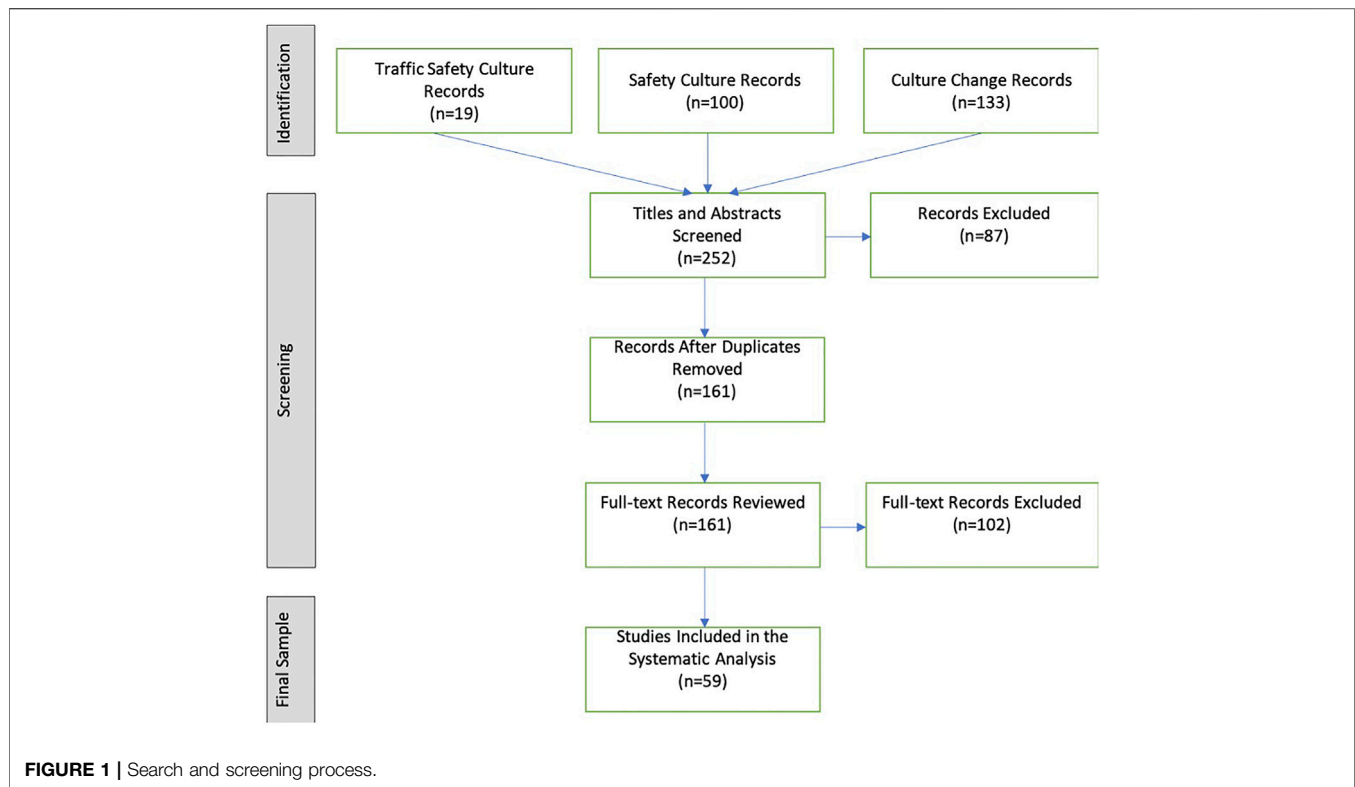 Identification
Traffic Safety Culture
Records
(n=19)
Safety Culture Records
(n=100)
Culture Change Records
(n=133)
Screening
Titles and Abstracts
Screened
(n=252)
Records Excluded
(n=87)
Records After Duplicates
Removed
(n=161)
Full-text Records Reviewed
(n=161)
Full-text Records Excluded
(n=102)
Final Sample
Studies Included in the
Systematic Analysis
(n=59)
FIGURE 1 | Search and screening process.